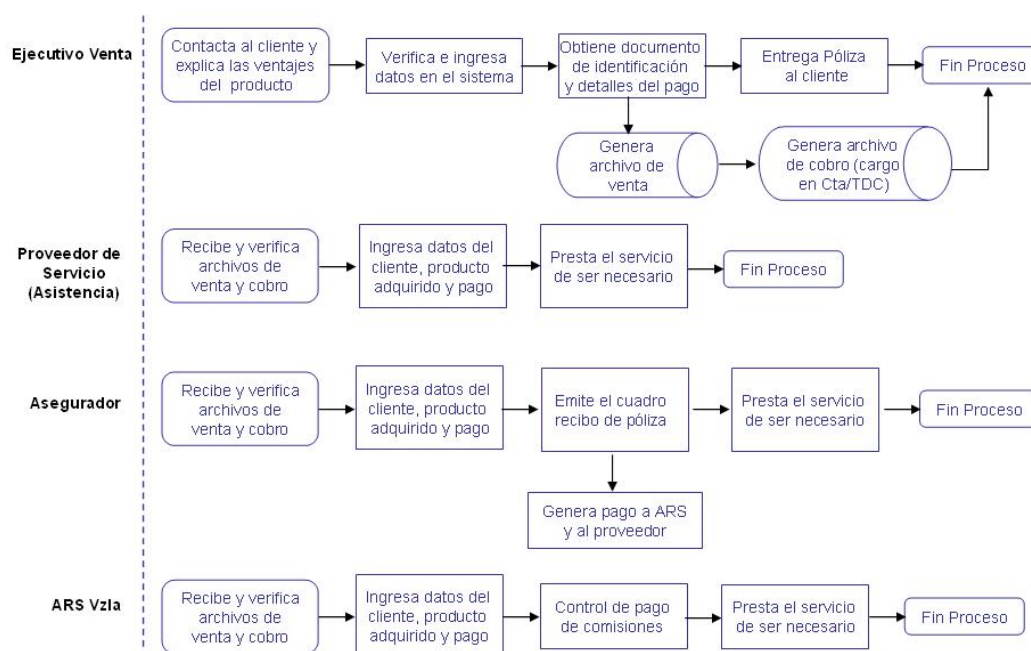 Ejecutivo Venta
Contacta al cliente y
explica las ventajes
del producto
Verifica e ingresa
datos en el sistema
Obtiene documento
de identificación
y detalles del pago
Entrega Póliza
al cliente
Fin Proceso
Genera
archivo de
venta
Genera archivo
de cobro (cargo
en Cta/TDC)
Proveedor de
Servicio
(Asistencia)
Recibe y verifica
archivos de
venta y cobro
Ingresa datos del
cliente, producto
adquirido y pago
Presta el servicio
de ser necesario
Fin Proceso
Asegurador
Recibe y verifica
archivos de
venta y cobro
Ingresa datos del
cliente, producto
adquirido y pago
Emite el cuadro
recibo de póliza
Presta el servicio
de ser necesario
Fin Proceso
Genera pago a ARS
y al proveedor
ARS Vzla
Recibe y verifica
archivos de
venta y cobro
Ingresa datos del
cliente, producto
adquirido y pago
Control de pago
de comisiones
Presta el servicio
de ser necesario
Fin Proceso